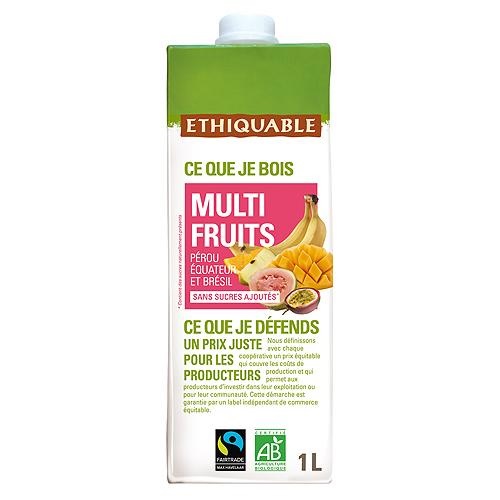 ETHIQUABLE
CE QUE JE BOIS
MULTI
FRUITS
PÉROU
ÉQUATEUR
ET BRÉSIL
SANS SUCRES AJOUTÉS*
* Contient des sucres naturellement présents
CE QUE JE DÉFENDS
UN PRIX JUSTE
POUR LES
PRODUCTEURS
Nous définissons
avec chaque
coopérative un prix équitable
qui couvre les coûts de
production et qui
permet aux
producteurs d'investir dans leur exploitation ou
pour leur communauté. Cette démarche est
garantie par un label indépendant de commerce
équitable.
FAIRTRADE
MAX HAVELAAR
CERTIFIÉ
AB
AGRICULTURE
BIOLOGIQUE
1L